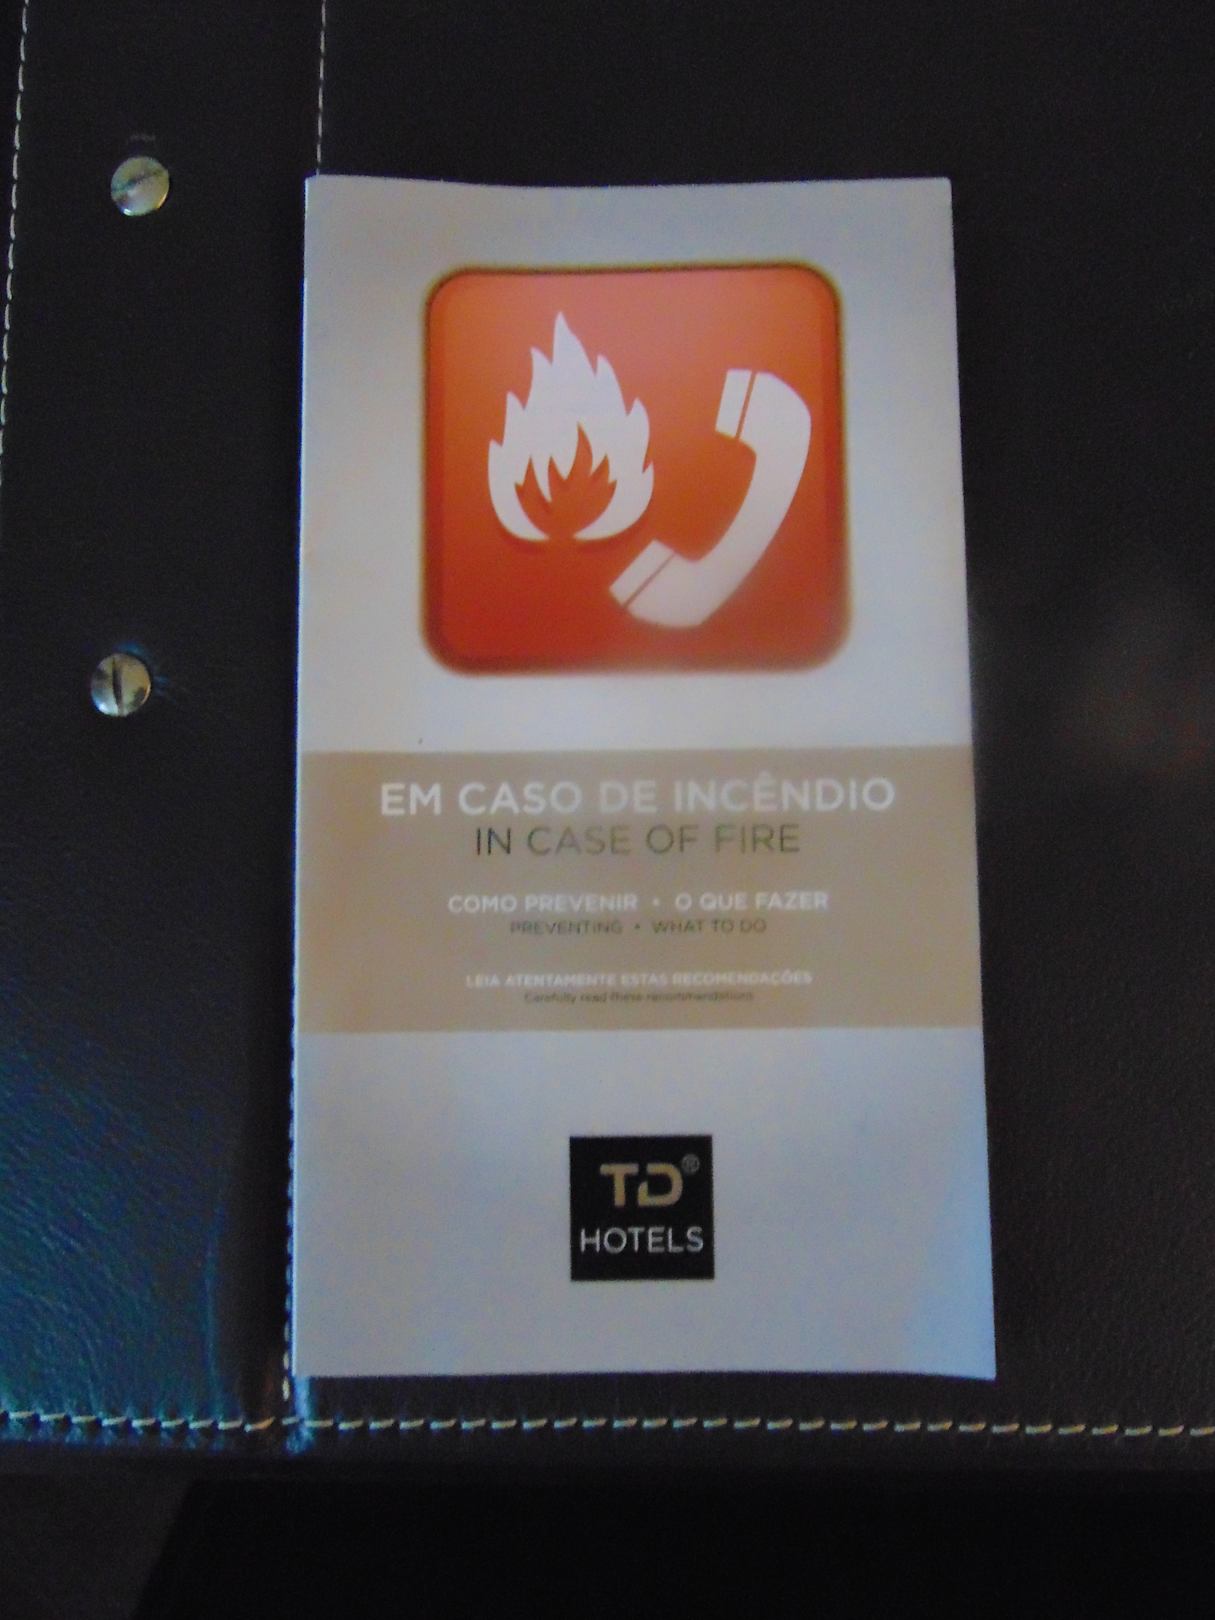 EM CASO DE INCÊNDIO
IN CASE OF FIRE
COMO PREVENIR • O QUE FAZER
PREVENTING • WHAT TO DO
LEIA ATENTAMENTE ESTAS RECOMENDAÇÕES
Carefully read these recommendations
TD®
HOTELS